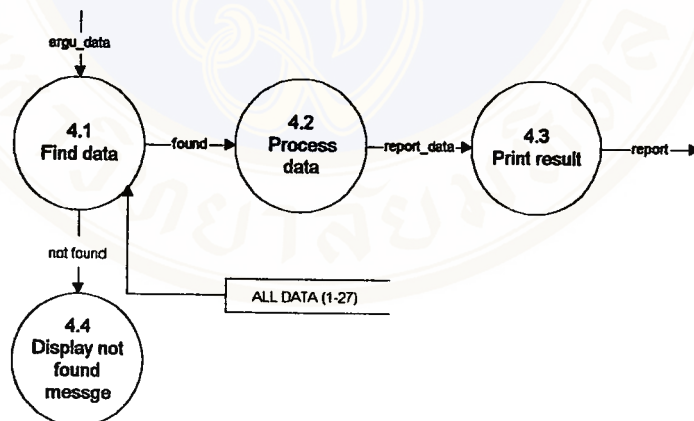 argu_data
4.1
Find data
found
4.2
Process
data
report_data
4.3
Print result
report
not found
ALL DATA (1-27)
4.4
Display not
found
messge